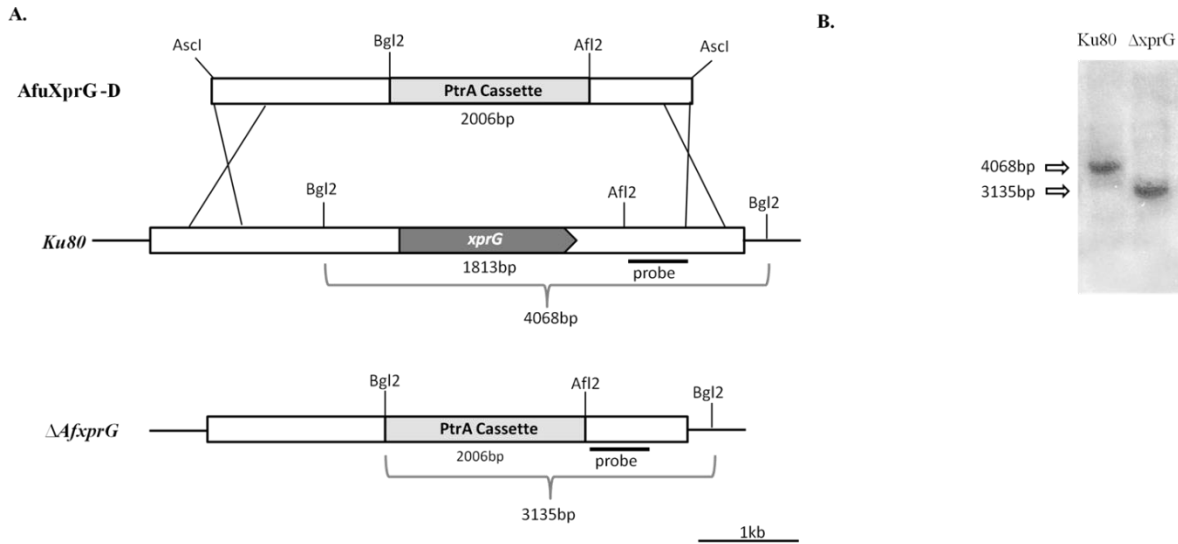 A.
AscI
Bgl2
Afl2
AscI
AfuXprG-D
PtrA Cassette
2006bp
Bgl2
Afl2
Bgl2
Ku80
xprG
1813bp
probe
4068bp
Bgl2
Afl2
Bgl2
ΔAfxprG
PtrA Cassette
2006bp
probe
3135bp
1kb
B.
Ku80 ΔxprG
4068bp
3135bp